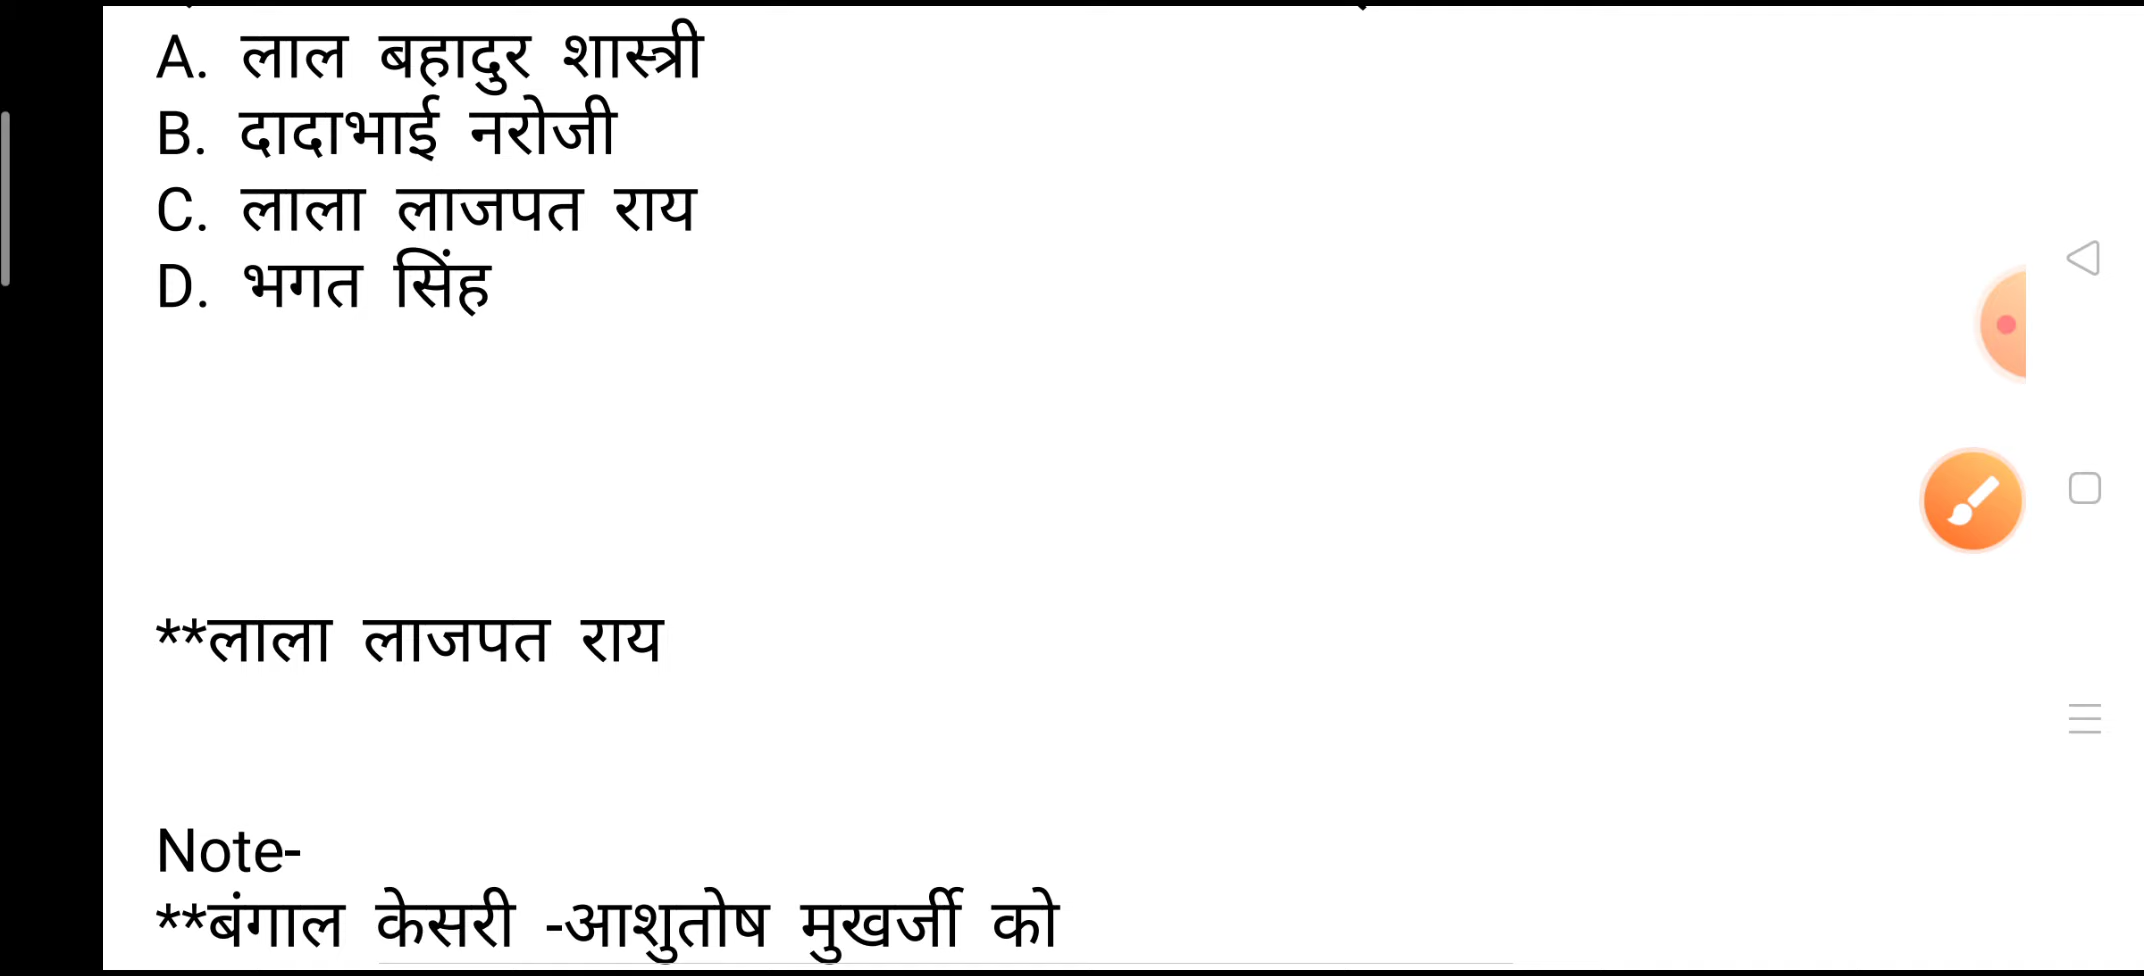 A. लाल बहादुर शास्त्री
B. दादाभाई नरोजी
C. लाला लाजपत राय
D. भगत सिंह
**लाला लाजपत राय
Note-
**बंगाल केसरी -आशुतोष मुखर्जी को